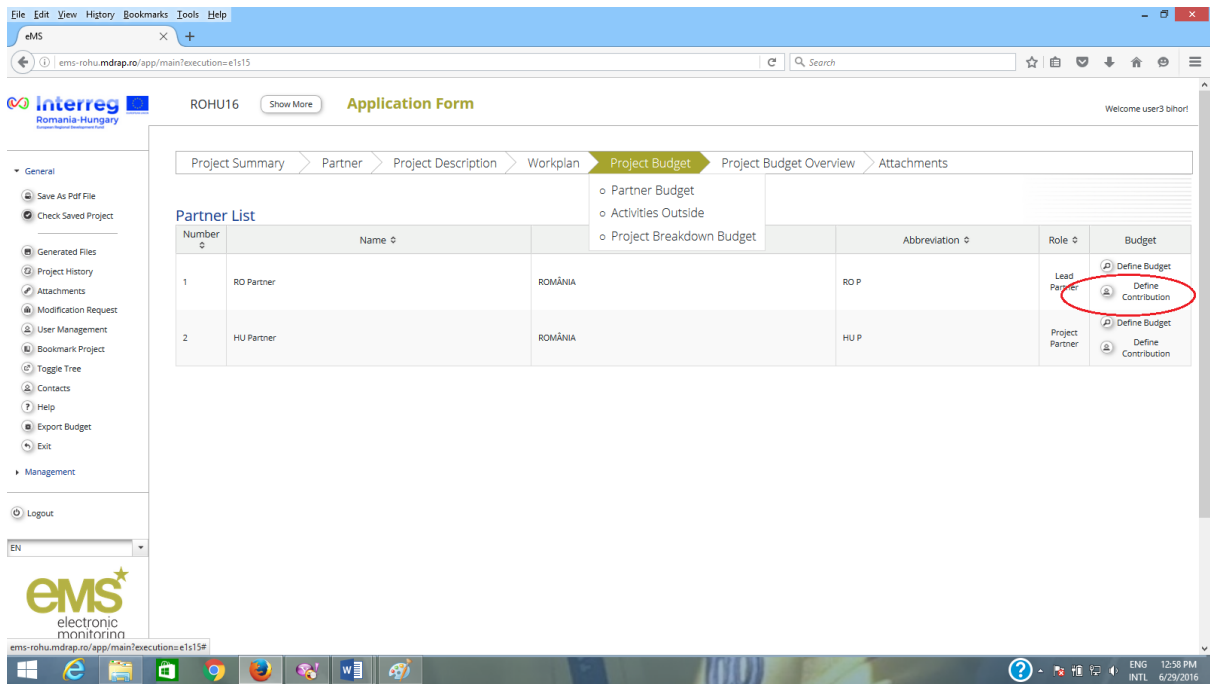 File Edit View History Bookmarks Tools Help
eMS
ems-rohu.mdrap.ro/app/main?execution=e1s15
Search
Interreg
Romania-Hungary
European Regional Development Fund
ROHU16 Show More Application Form
Welcome user3 bihor!
Project Summary Partner Project Description Workplan Project Budget Project Budget Overview Attachments
Partner Budget
Activities Outside
Project Breakdown Budget
General
Save As Pdf File
Check Saved Project
Generated Files
Project History
Attachments
Modification Request
User Management
Bookmark Project
Toggle Tree
Contacts
Help
Export Budget
Exit
Management
Logout
EN
eMS
electronic
monitoring
Partner List
Number Name Abbreviation Role Budget
1 RO Partner ROMÂNIA RO P Lead Partner Define Budget
Define Contribution
2 HU Partner ROMÂNIA HU P Project Partner Define Budget
Define Contribution
ems-rohu.mdrap.ro/app/main?execution=e1s15#
ENG 12:58 PM
INTL 6/29/2016